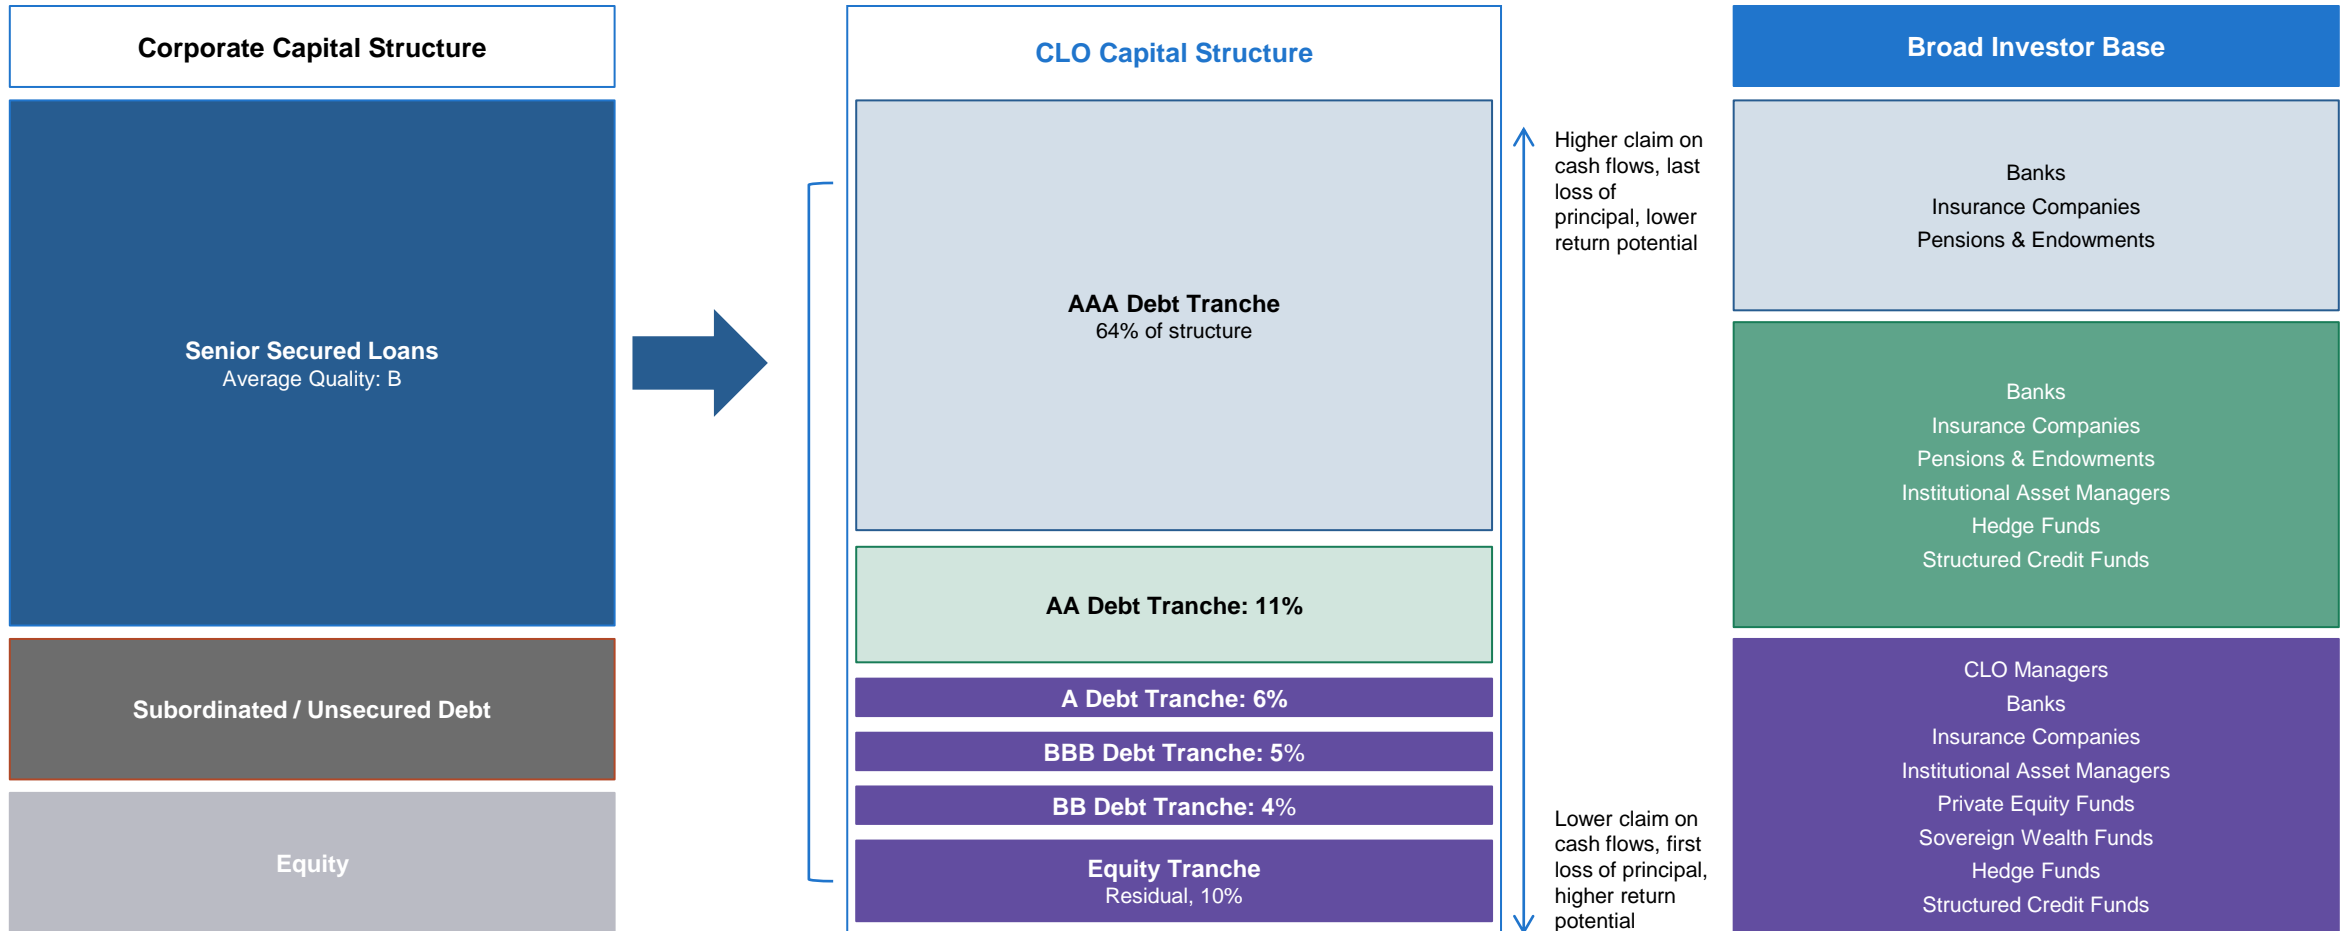 Corporate Capital Structure
Senior Secured Loans
Average Quality: B
Subordinated / Unsecured Debt
Equity
CLO Capital Structure
AAA Debt Tranche
64% of structure
AA Debt Tranche: 11%
A Debt Tranche: 6%
BBB Debt Tranche: 5%
BB Debt Tranche: 4%
Equity Tranche
Residual, 10%
Higher claim on
cash flows, last
loss of
principal, lower
return potential
Lower claim on
cash flows, first
loss of principal,
higher return
potential
Broad Investor Base
Banks
Insurance Companies
Pensions & Endowments
Banks
Insurance Companies
Pensions & Endowments
Institutional Asset Managers
Hedge Funds
Structured Credit Funds
CLO Managers
Banks
Insurance Companies
Institutional Asset Managers
Private Equity Funds
Sovereign Wealth Funds
Hedge Funds
Structured Credit Funds